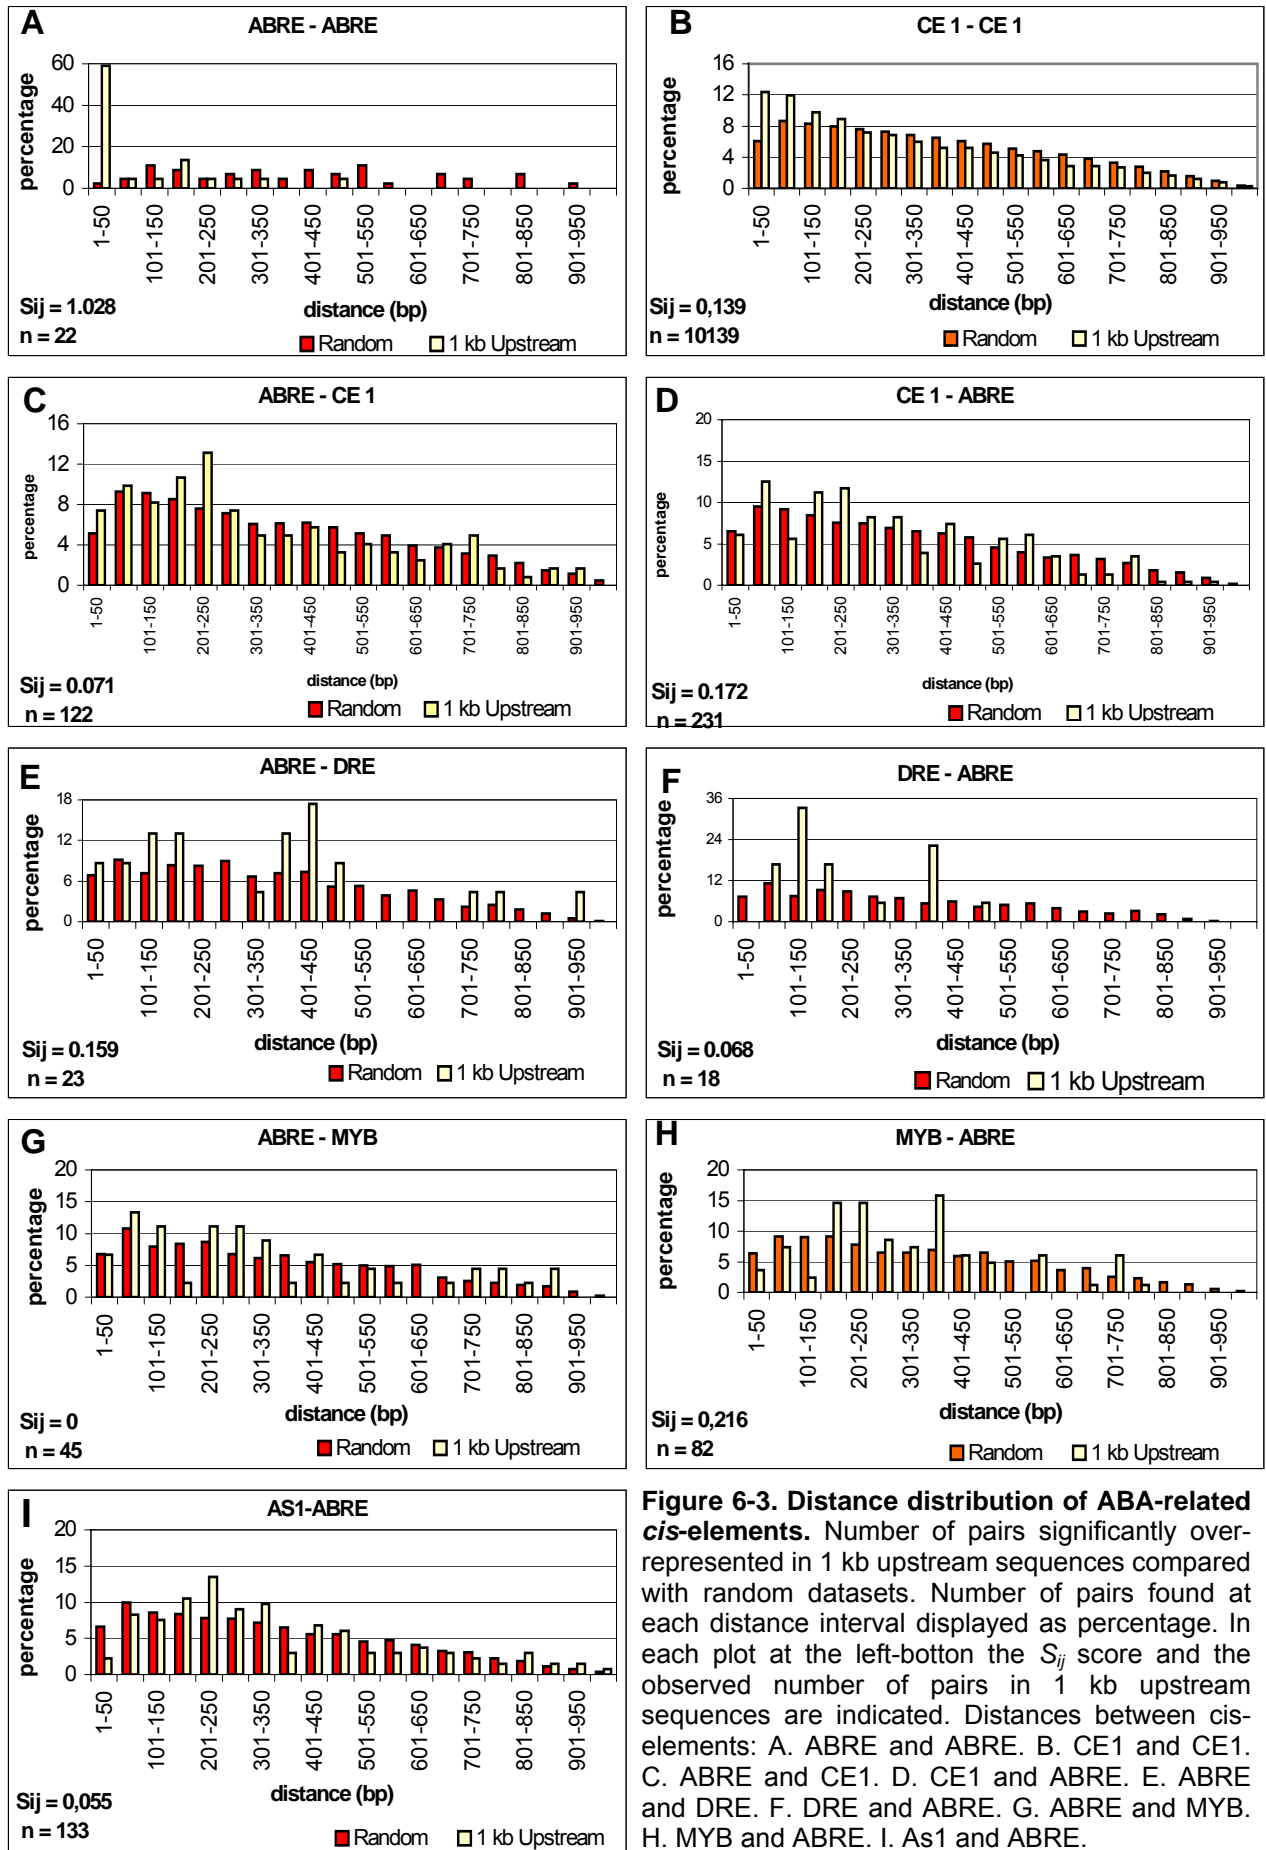 A
ABRE - ABRE
percentage
60
40
20
0
1-50
101-150
201-250
301-350
401-450
501-550
601-650
701-750
801-850
901-950
distance (bp)
Sij = 1.028
n = 22
Random 1 kb Upstream
B
CE 1 - CE 1
percentage
16
12
8
4
0
1-50
101-150
201-250
301-350
401-450
501-550
601-650
701-750
801-850
901-950
distance (bp)
Sij = 0,139
n = 10139
Random 1 kb Upstream
C
ABRE - CE 1
percentage
16
12
8
4
0
1-50
101-150
201-250
301-350
401-450
501-550
601-650
701-750
801-850
901-950
distance (bp)
Sij = 0.071
n = 122
Random 1 kb Upstream
D
CE 1 - ABRE
percentage
20
15
10
5
0
1-50
101-150
201-250
301-350
401-450
501-550
601-650
701-750
801-850
901-950
distance (bp)
Sij = 0.172
n = 231
Random 1 kb Upstream
E
ABRE - DRE
percentage
18
12
6
0
1-50
101-150
201-250
301-350
401-450
501-550
601-650
701-750
801-850
901-950
distance (bp)
Sij = 0.159
n = 23
Random 1 kb Upstream
F
DRE - ABRE
percentage
36
24
12
0
1-50
101-150
201-250
301-350
401-450
501-550
601-650
701-750
801-850
901-950
distance (bp)
Sij = 0.068
n = 18
Random 1 kb Upstream
G
ABRE - MYB
percentage
20
15
10
5
0
1-50
101-150
201-250
301-350
401-450
501-550
601-650
701-750
801-850
901-950
distance (bp)
Sij = 0
n = 45
Random 1 kb Upstream
H
MYB - ABRE
percentage
20
15
10
5
0
1-50
101-150
201-250
301-350
401-450
501-550
601-650
701-750
801-850
901-950
distance (bp)
Sij = 0,216
n = 82
Random 1 kb Upstream
I
AS1-ABRE
percentage
20
15
10
5
0
1-50
101-150
201-250
301-350
401-450
501-550
601-650
701-750
801-850
901-950
distance (bp)
Sij = 0,055
n = 133
Random 1 kb Upstream
Figure 6-3. Distance distribution of ABA-related
cis-elements. Number of pairs significantly over-
represented in 1 kb upstream sequences compared
with random datasets. Number of pairs found at
each distance interval displayed as percentage. In
each plot at the left-botton the Sij score and the
observed number of pairs in 1 kb upstream
sequences are indicated. Distances between cis-
elements: A. ABRE and ABRE. B. CE1 and CE1.
C. ABRE and CE1. D. CE1 and ABRE. E. ABRE
and DRE. F. DRE and ABRE. G. ABRE and MYB.
H. MYB and ABRE. I. As1 and ABRE.